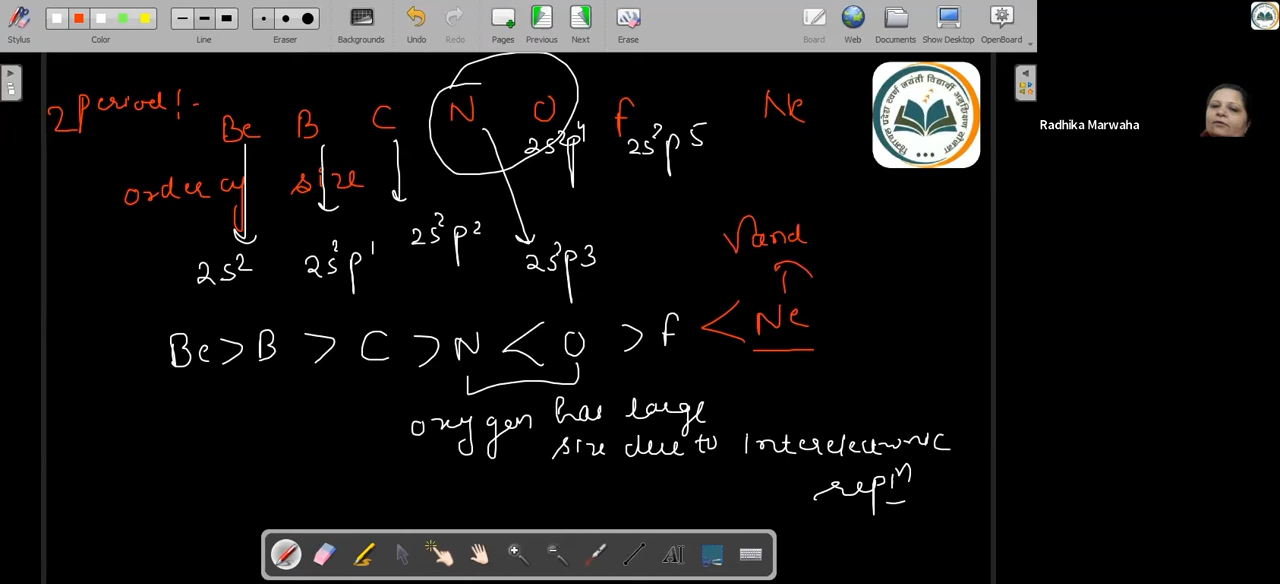 Stylus Color Line Eraser Backgrounds Undo Redo Pages Previous Next Erase Board Web Documents Show Desktop OpenBoard
2 period!-
Be B C N O F Ne
2s²p⁴ 2s²p5
order of size
2s² 2s²p¹ 2s²p² 2s²p3
Vand
Be > B > C > N < O > F < Ne
oxygen has large
size due to interelectronic
repⁿ
Radhika Marwaha
AI